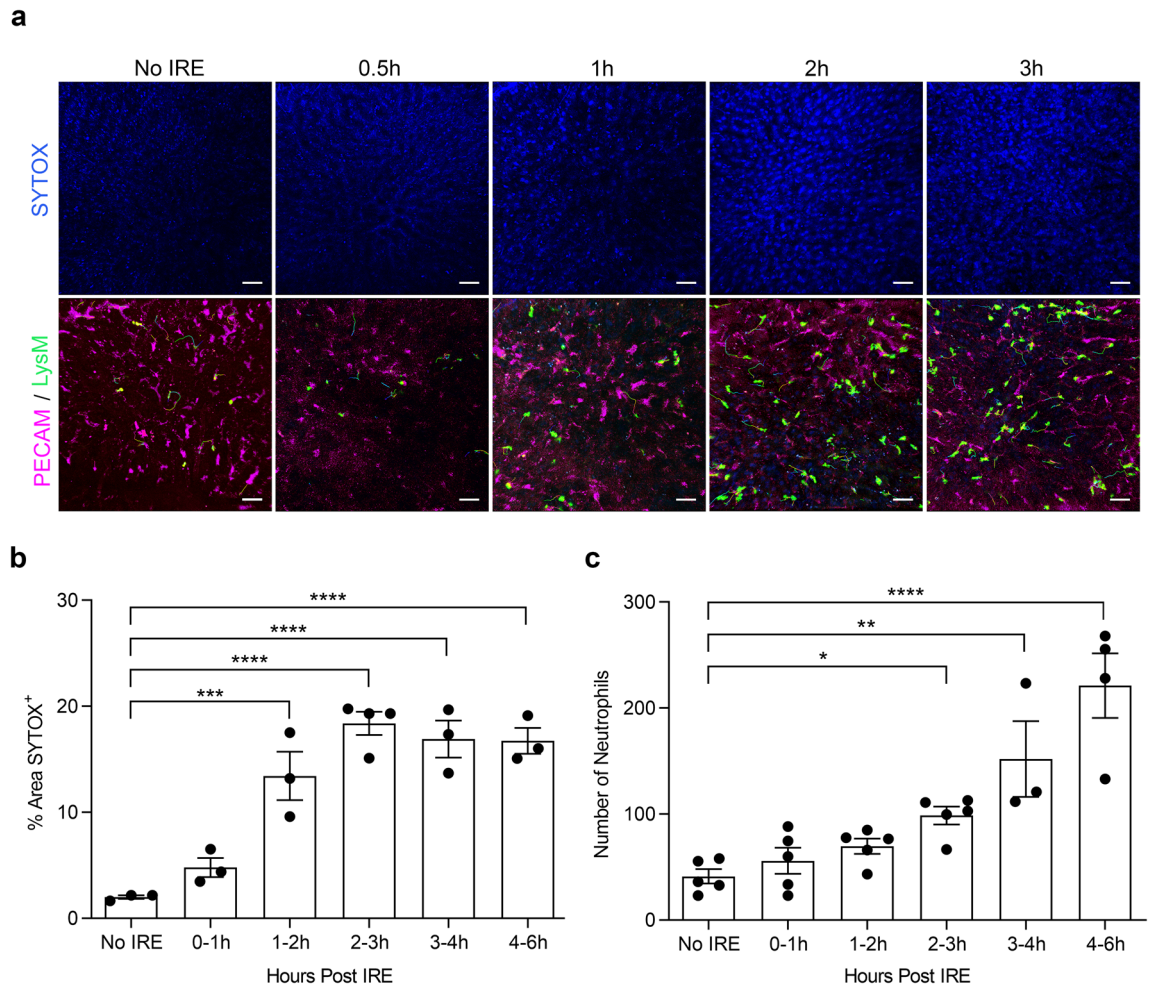 a
No IRE 0.5h 1h 2h 3h
SYTOX
PECAM / LysM
b
% Area SYTOX+
30
20
10
0
****
****
****
***
No IRE 0-1h 1-2h 2-3h 3-4h 4-6h
Hours Post IRE
c
Number of Neutrophils
300
200
100
0
****
**
*
No IRE 0-1h 1-2h 2-3h 3-4h 4-6h
Hours Post IRE